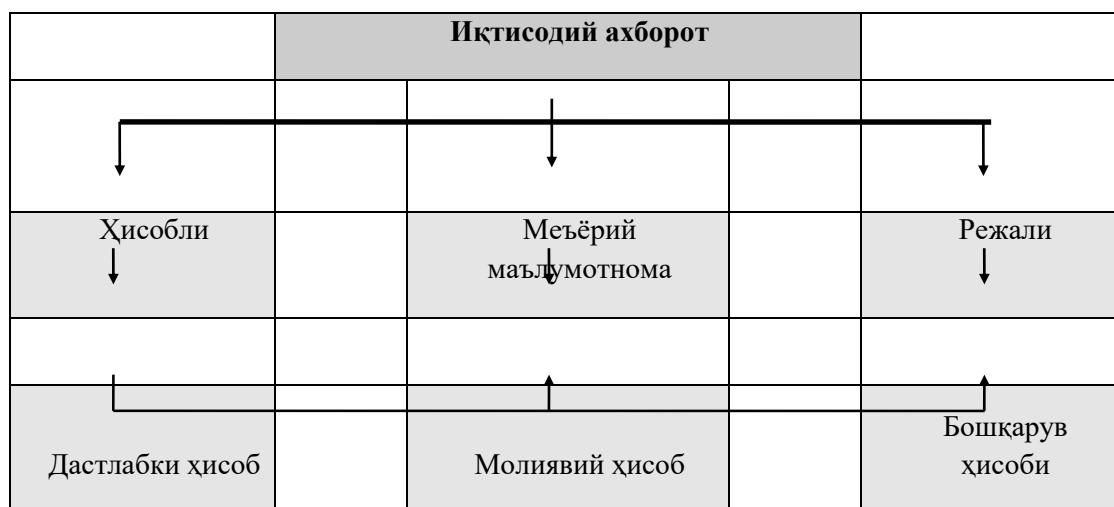 Иқтисодий ахборот
Ҳисобли
Меъёрий
маълумотнома
Режали
Дастлабки ҳисоб
Молиявий ҳисоб
Бошқарув
ҳисоби